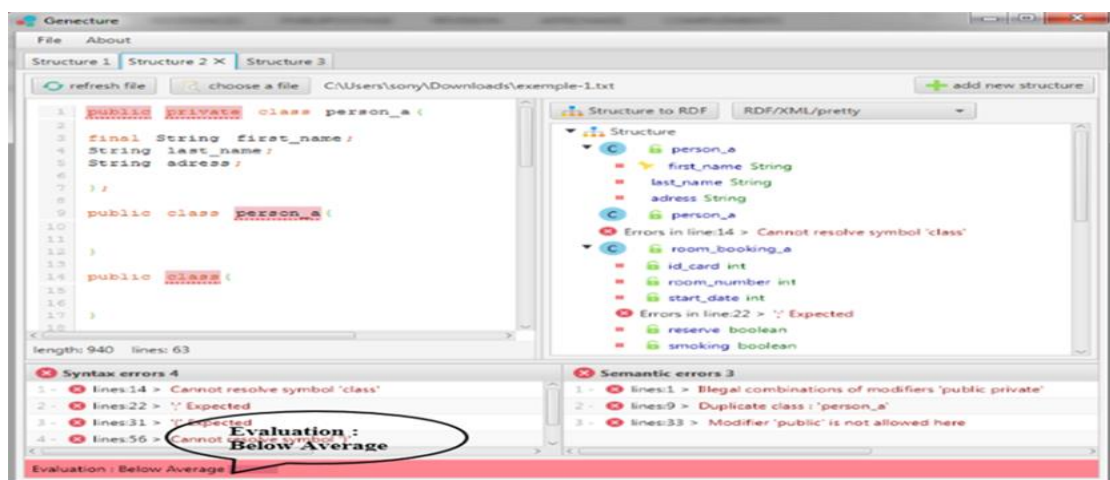 Genecture
File About
Structure 1 Structure 2 X Structure 3
refresh file choose a file C:\Users\sony\Downloads\exemple-1.txt add new structure
1 public private class person_a{
2
3 final String first_name;
4 String last_name;
5 String adress;
6
7 };
8
9 public class person_a{
10
11
12 }
13
14 public class{
15
16
17 }
18
length: 940 lines: 63
Structure to RDF RDF/XML/pretty
Structure
C person_a
first_name String
last_name String
adress String
C person_a
Errors in line:14 > Cannot resolve symbol 'class'
C room_booking_a
id_card int
room_number int
start_date int
Errors in line:22 > ';' Expected
reserve boolean
smoking boolean
Syntax errors 4
1 - lines:14 > Cannot resolve symbol 'class'
2 - lines:22 > ';' Expected
3 - lines:31 > Expected
4 - lines:56 > Cannot resolve symbol
Semantic errors 3
1 - lines:1 > Illegal combinations of modifiers 'public private'
2 - lines:9 > Duplicate class : 'person_a'
3 - lines:33 > Modifier 'public' is not allowed here
Evaluation :
Below Average
Evaluation : Below Average